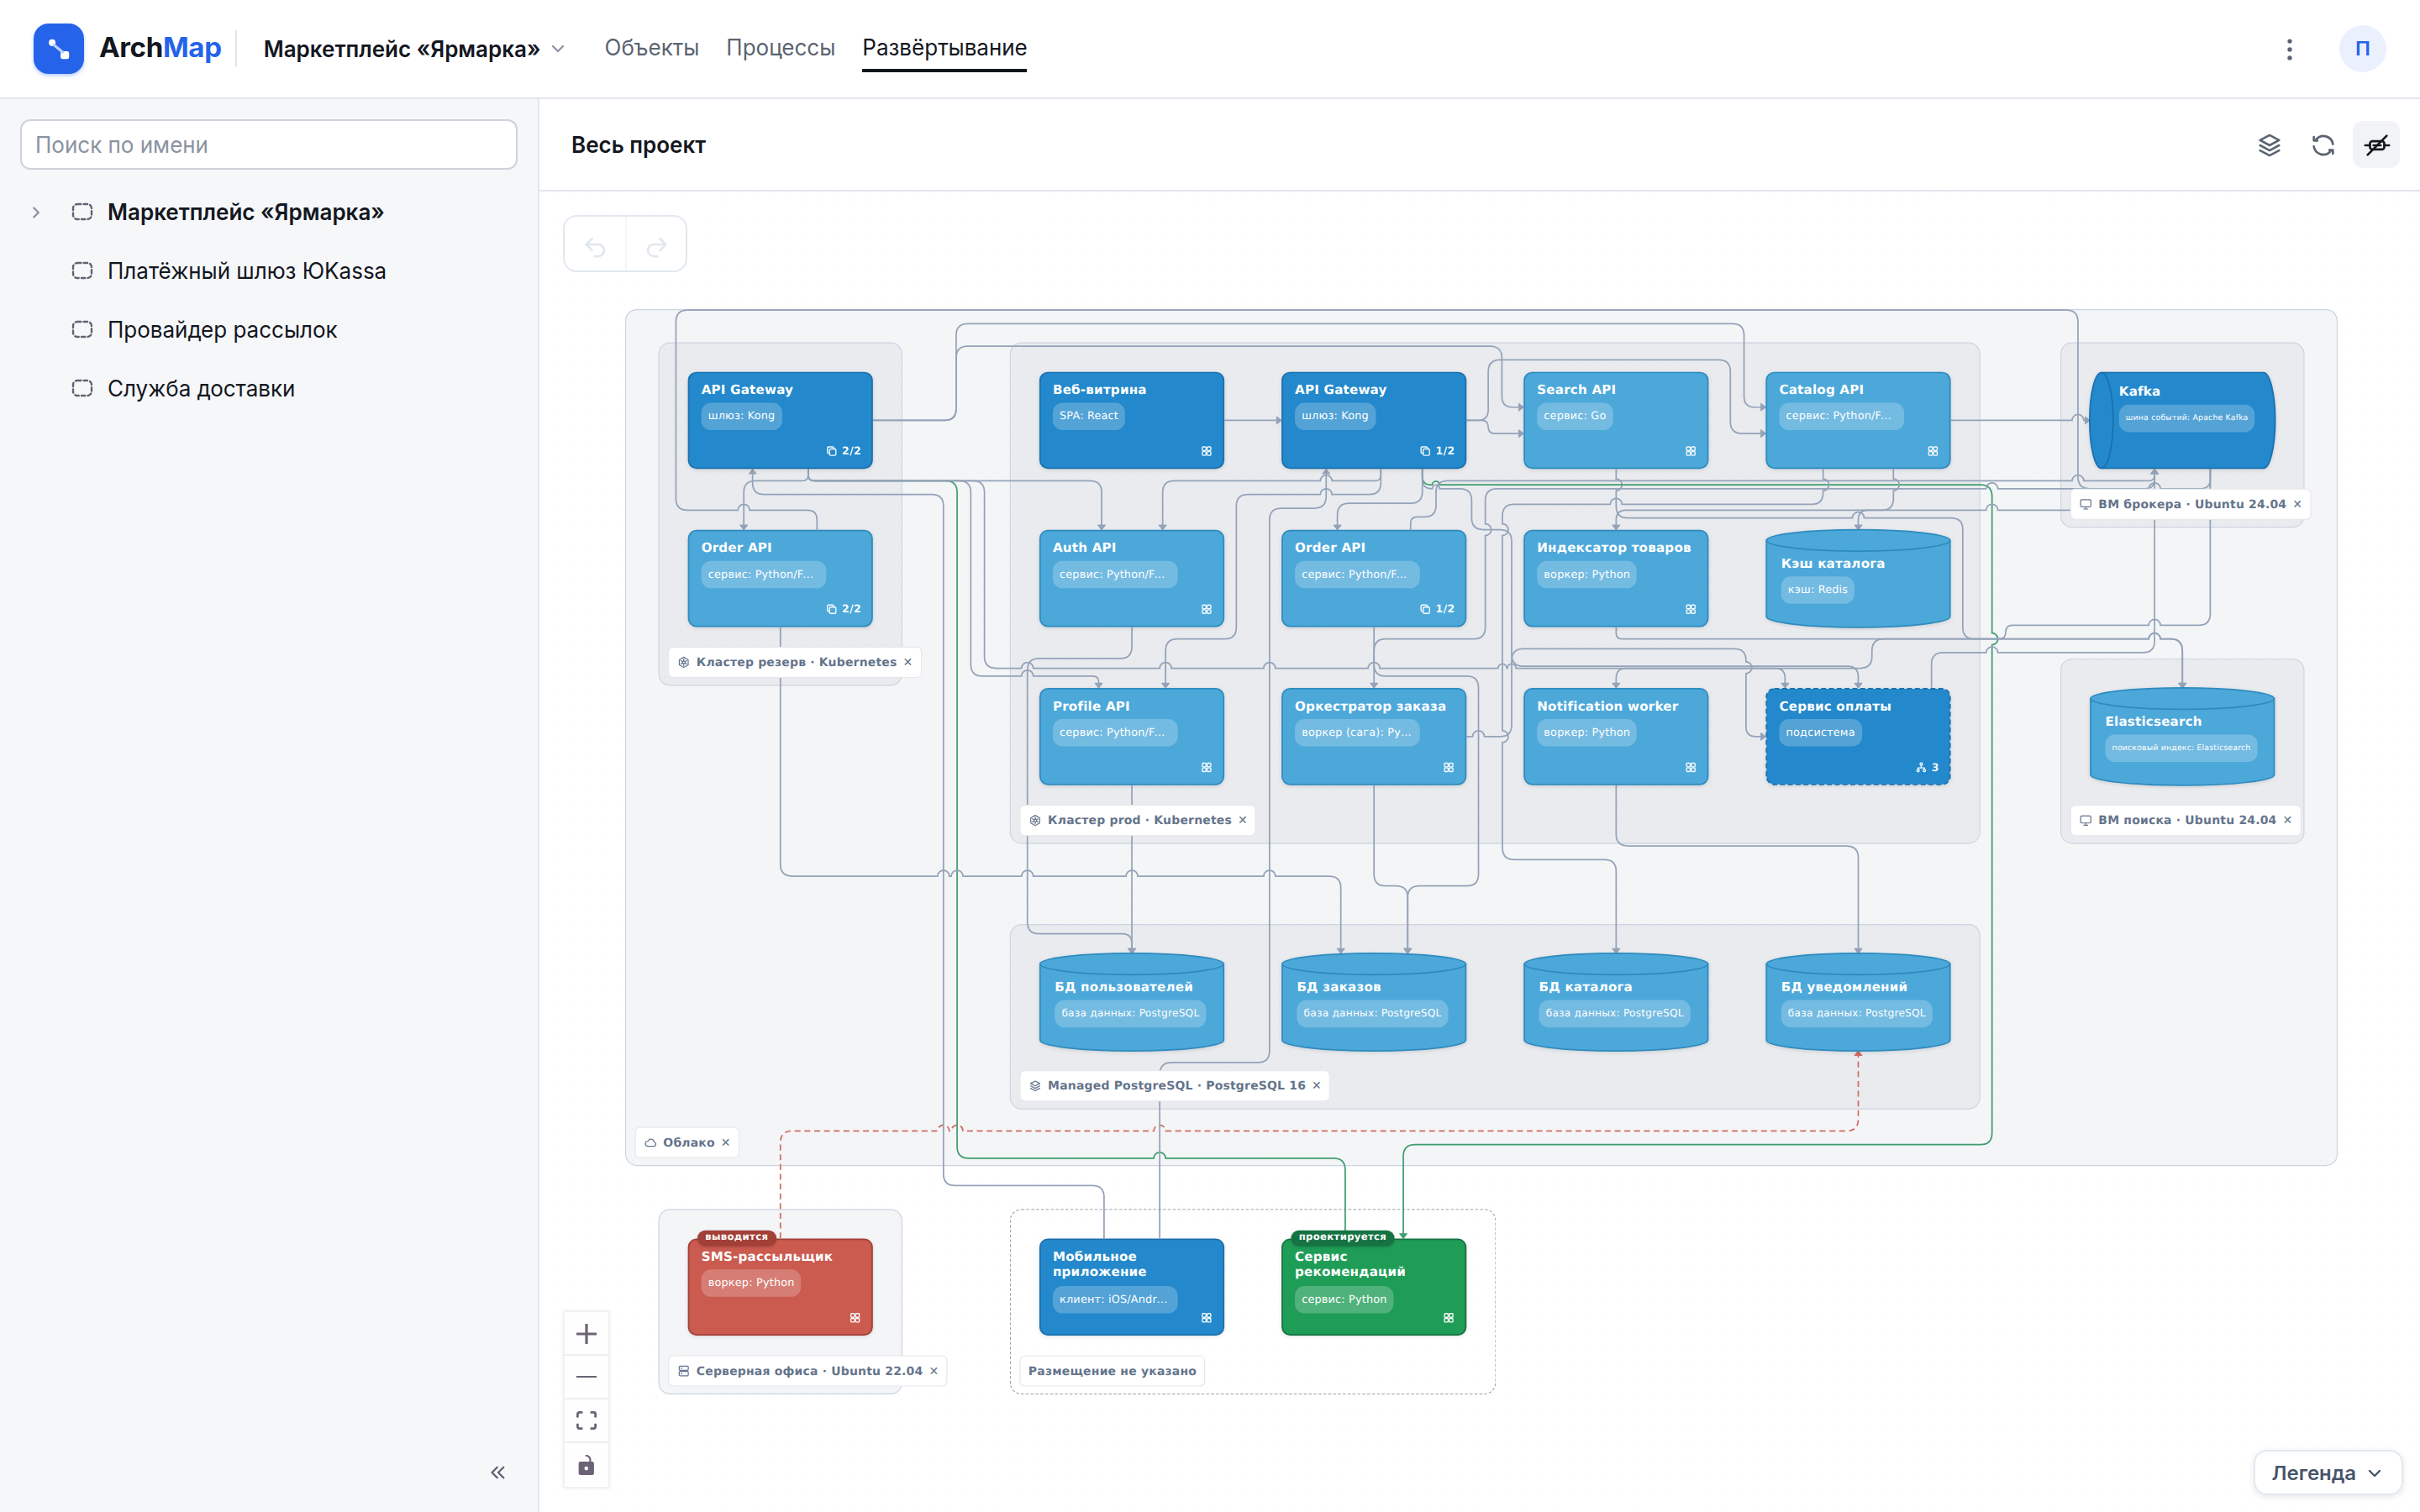 ArchMap
Маркетплейс «Ярмарка»
Объекты
Процессы
Развёртывание
П
Поиск по имени
Маркетплейс «Ярмарка»
Платёжный шлюз ЮKassa
Провайдер рассылок
Служба доставки
Весь проект
API Gateway
шлюз: Kong
2/2
Веб-витрина
SPA: React
API Gateway
шлюз: Kong
1/2
Search API
сервис: Go
Catalog API
сервис: Python/F...
Kafka
шина событий: Apache Kafka
ВМ брокера · Ubuntu 24.04 ×
Order API
сервис: Python/F...
2/2
Auth API
сервис: Python/F...
Order API
сервис: Python/F...
1/2
Индексатор товаров
воркер: Python
Кэш каталога
кэш: Redis
Кластер резерв · Kubernetes ×
Profile API
сервис: Python/F...
Оркестратор заказа
воркер (сага): Py...
Notification worker
воркер: Python
Сервис оплаты
подсистема
3
Elasticsearch
поисковый индекс: Elasticsearch
Кластер prod · Kubernetes ×
ВМ поиска · Ubuntu 24.04 ×
БД пользователей
база данных: PostgreSQL
БД заказов
база данных: PostgreSQL
БД каталога
база данных: PostgreSQL
БД уведомлений
база данных: PostgreSQL
Managed PostgreSQL · PostgreSQL 16 ×
Облако ×
выводится
SMS-рассыльщик
воркер: Python
Мобильное
приложение
клиент: iOS/Andr...
проектируется
Сервис
рекомендаций
сервис: Python
Серверная офиса · Ubuntu 22.04 ×
Размещение не указано
Легенда